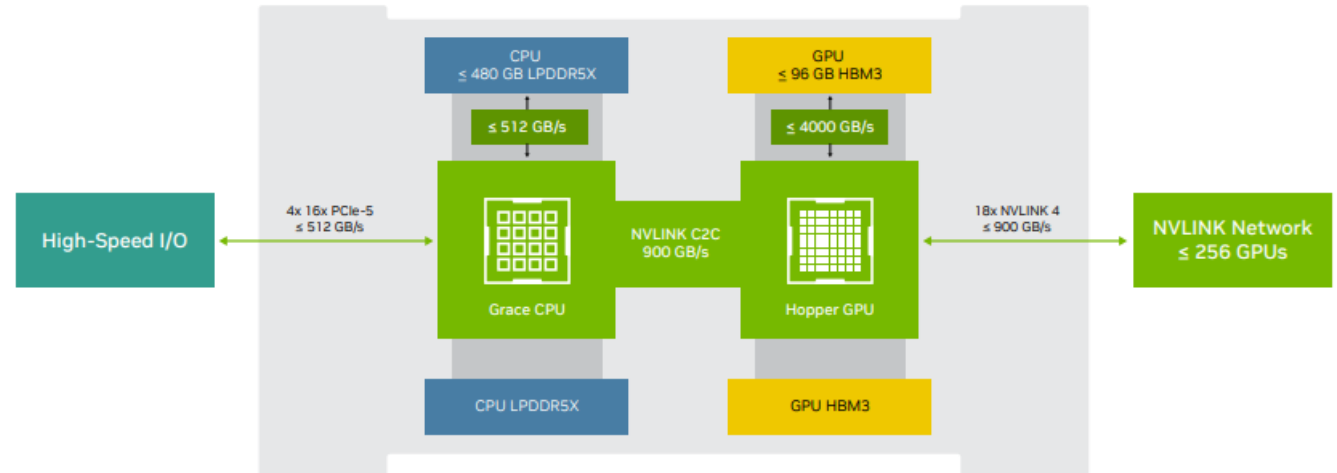 CPU
≤ 480 GB LPDDR5X
GPU
≤ 96 GB HBM3
≤ 512 GB/s
≤ 4000 GB/s
High-Speed I/O
4x 16x PCIe-5
≤ 512 GB/s
Grace CPU
NVLINK C2C
900 GB/s
Hopper GPU
18x NVLINK 4
≤ 900 GB/s
NVLINK Network
≤ 256 GPUs
CPU LPDDR5X
GPU HBM3